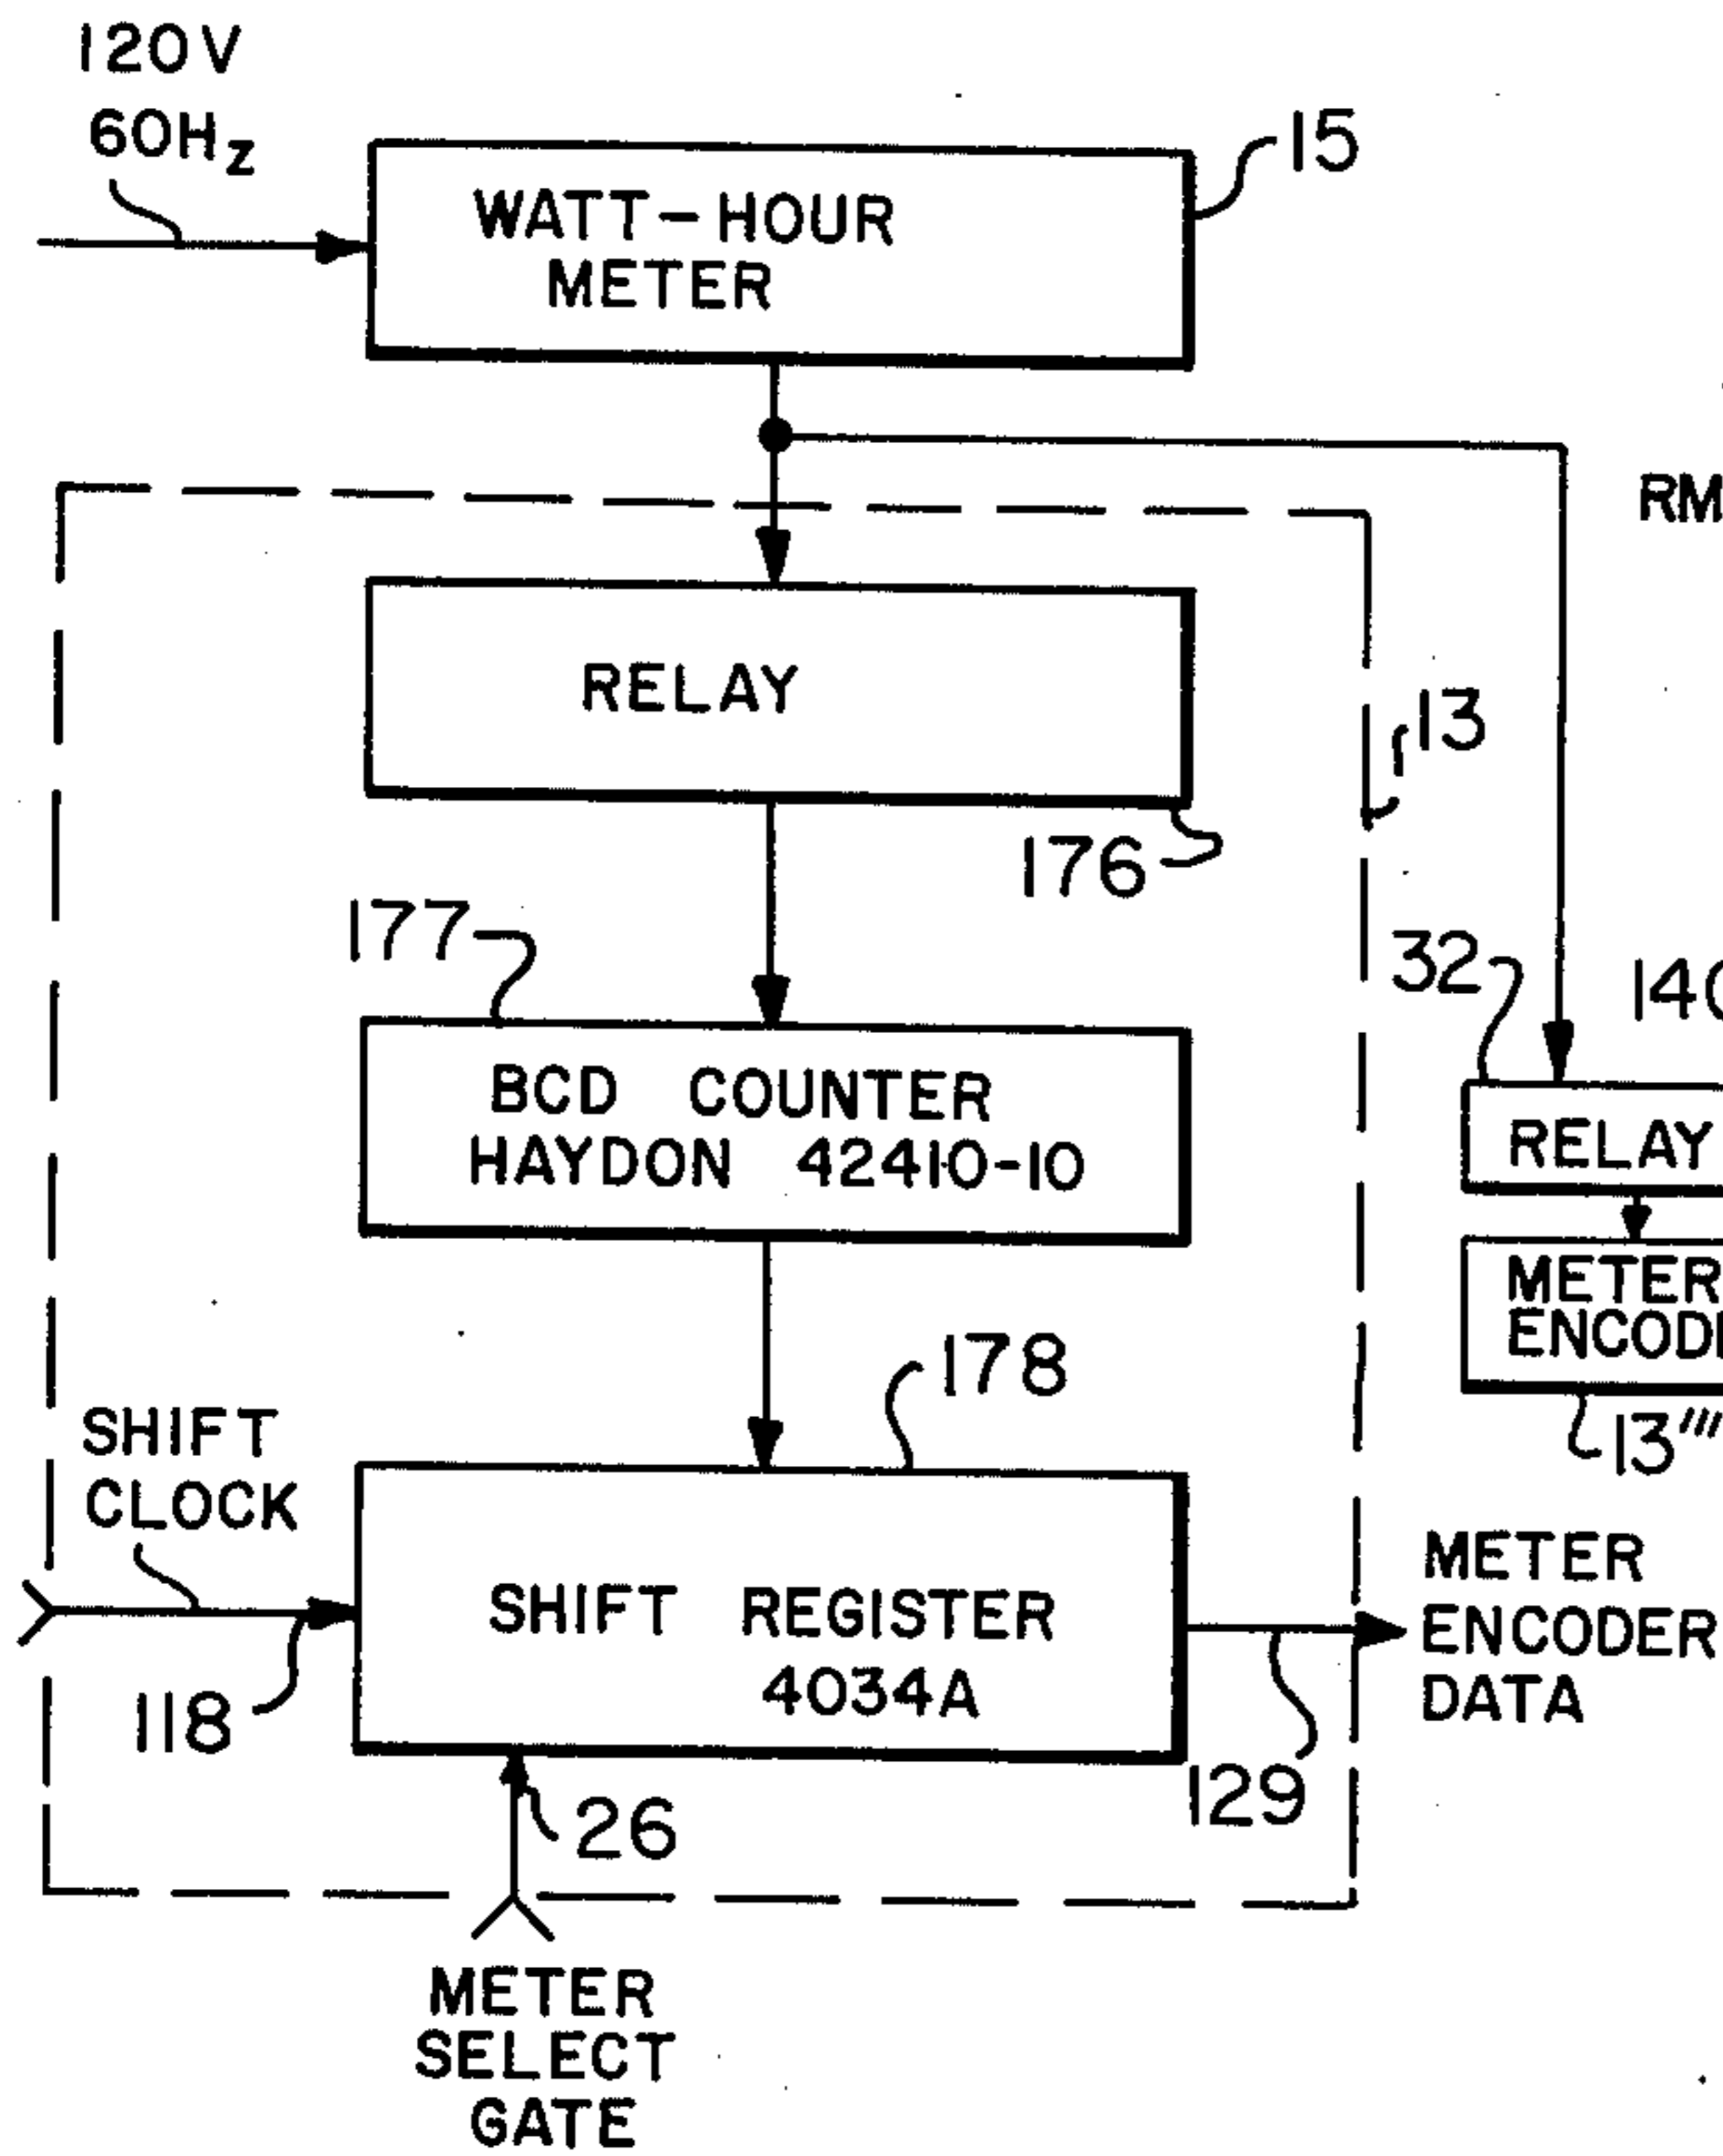 120V
60Hz
15
WATT-HOUR
METER
RELAY
13
176
177
32
BCD COUNTER
HAYDON 42410-10
RELAY
METER
178
13'''
SHIFT
CLOCK
SHIFT REGISTER
4034A
METER
ENCODER
DATA
118
129
26
METER
SELECT
GATE